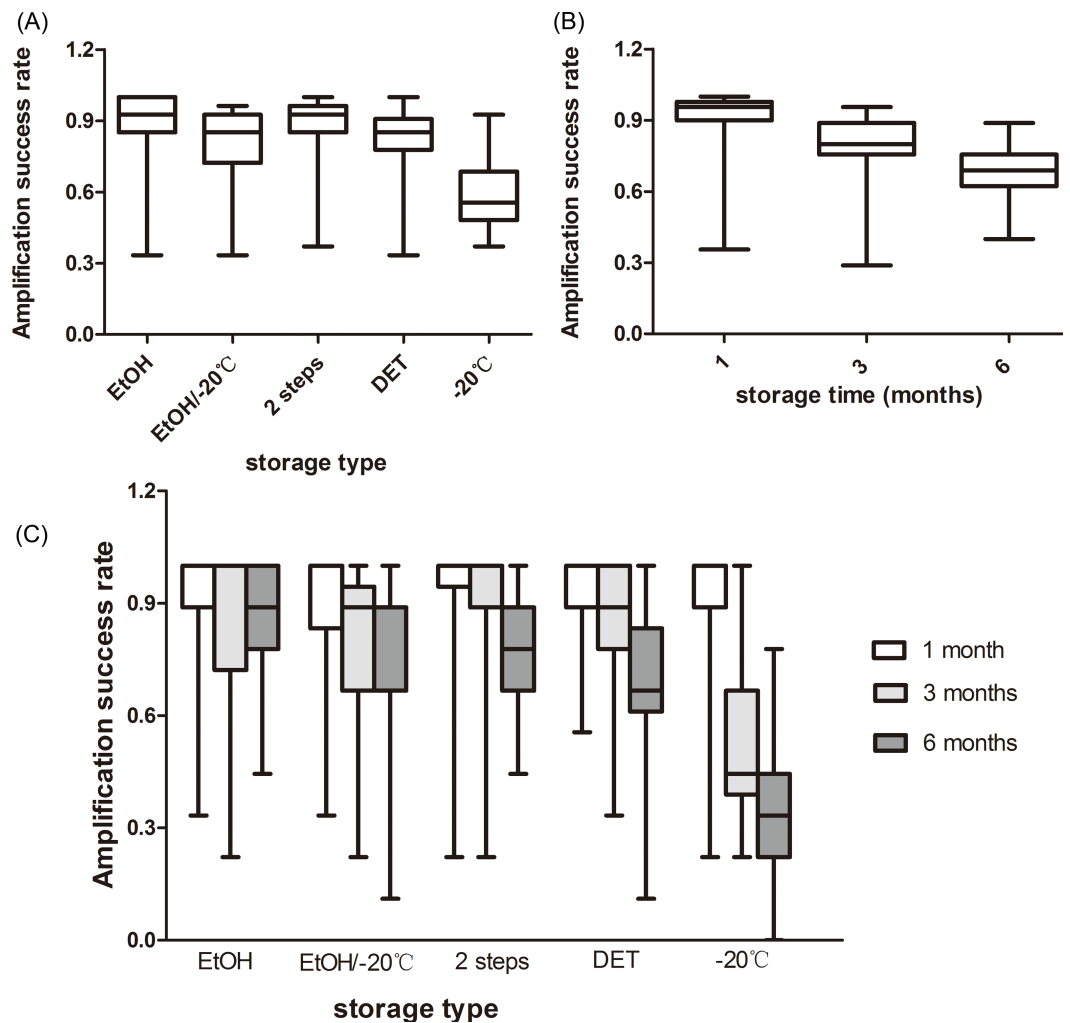 (A)
Amplification success rate
1.2
0.9
0.6
0.3
0.0
EtOH
EtOH/-20℃
2 steps
DET
-20℃
storage type
(B)
Amplification success rate
1.2
0.9
0.6
0.3
0.0
1
3
6
storage time (months)
(C)
Amplification success rate
1.2
0.9
0.6
0.3
0.0
EtOH
EtOH/-20℃
2 steps
DET
-20℃
storage type
1 month
3 months
6 months